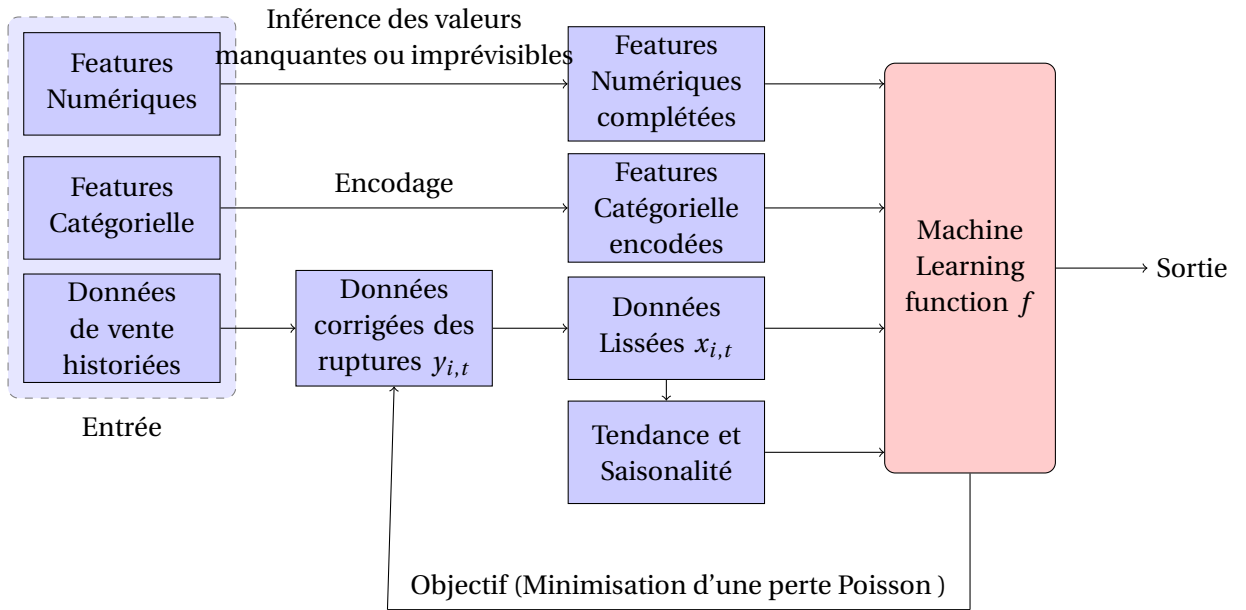 Inférence des valeurs
manquantes ou imprévisibles
Features
Numériques
Features
Numériques
complétées
Features
Catégorielle
Encodage
Features
Catégorielle
encodées
Données
de vente
historiées
Données
corrigées des
ruptures y_{i,t}
Données
Lissées x_{i,t}
Tendance et
Saisonalité
Machine
Learning
function f
Sortie
Entrée
Objectif (Minimisation d'une perte Poisson )